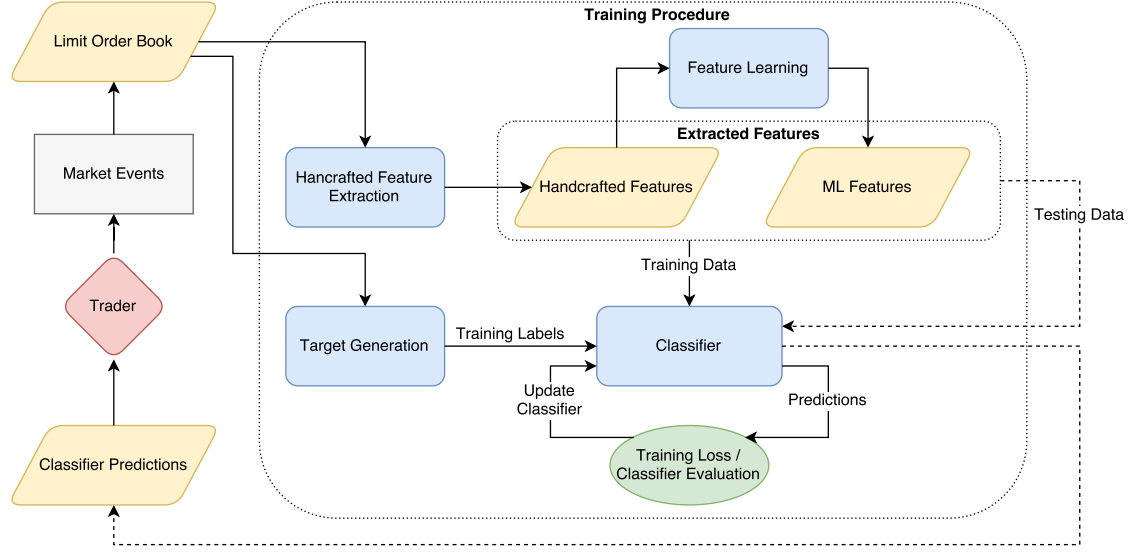 Training Procedure
Limit Order Book
Feature Learning
Extracted Features
Market Events
Hancrafted Feature
Extraction
Handcrafted Features
ML Features
Testing Data
Training Data
Trader
Target Generation
Training Labels
Classifier
Update
Classifier
Predictions
Classifier Predictions
Training Loss /
Classifier Evaluation